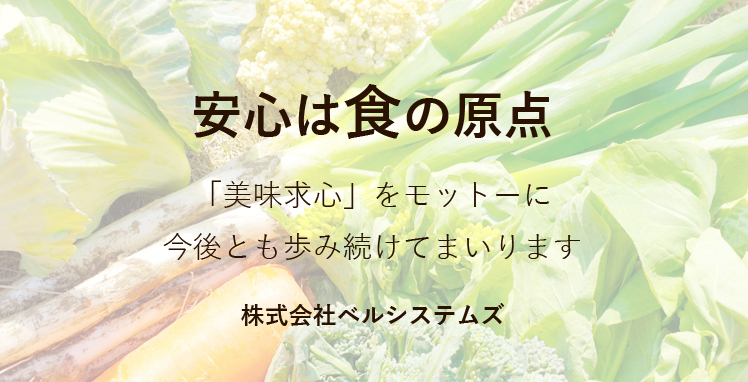 安心は食の原点
「美味求心」をモットーに
今後とも歩み続けてまいります
株式会社ベルシステムズ